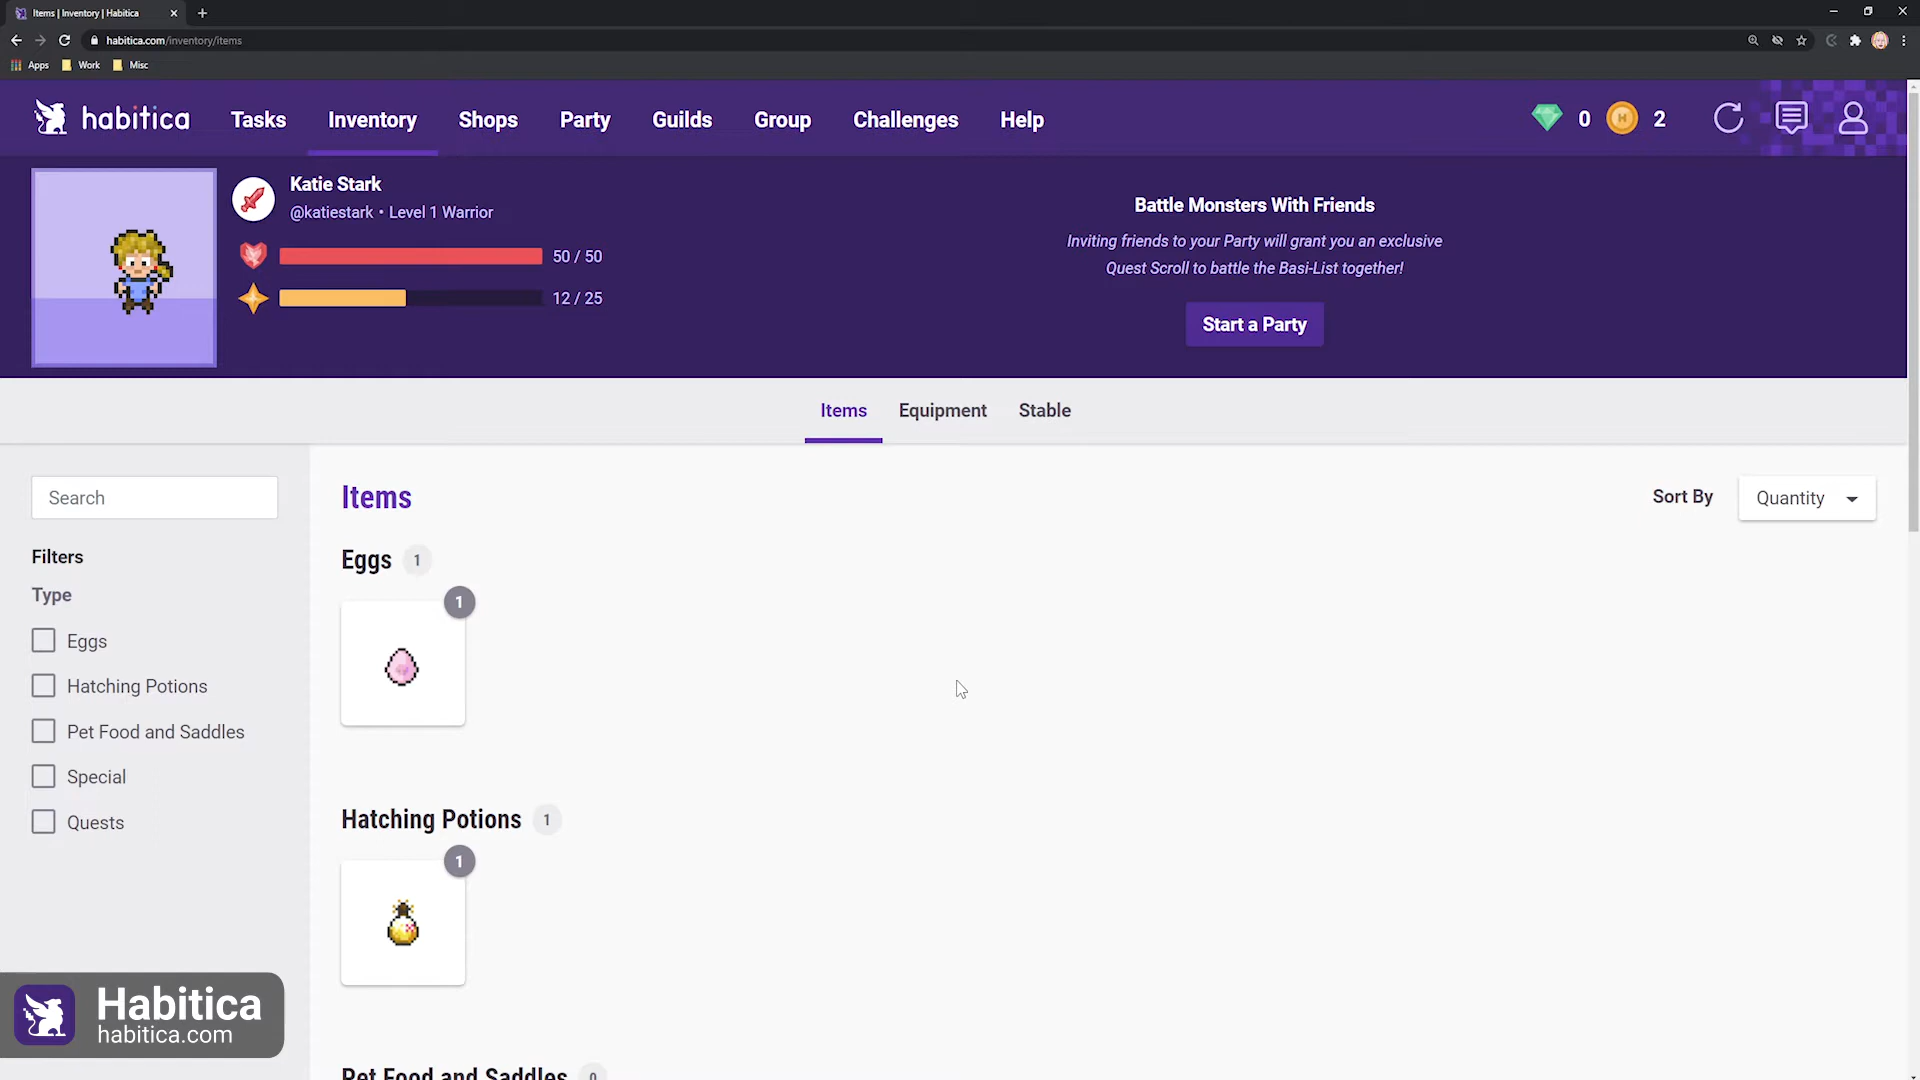 Items | Inventory | Habitica
habitica.com/inventory/items
Apps Work Misc
habitica Tasks Inventory Shops Party Guilds Group Challenges Help 0 2
Katie Stark
@katiestark • Level 1 Warrior
50 / 50
12 / 25
Battle Monsters With Friends
Inviting friends to your Party will grant you an exclusive
Quest Scroll to battle the Basi-List together!
Start a Party
Items Equipment Stable
Search
Filters
Type
Eggs
Hatching Potions
Pet Food and Saddles
Special
Quests
Items
Sort By Quantity
Eggs 1
1
Hatching Potions 1
1
Pet Food and Saddles 0
Habitica
habitica.com